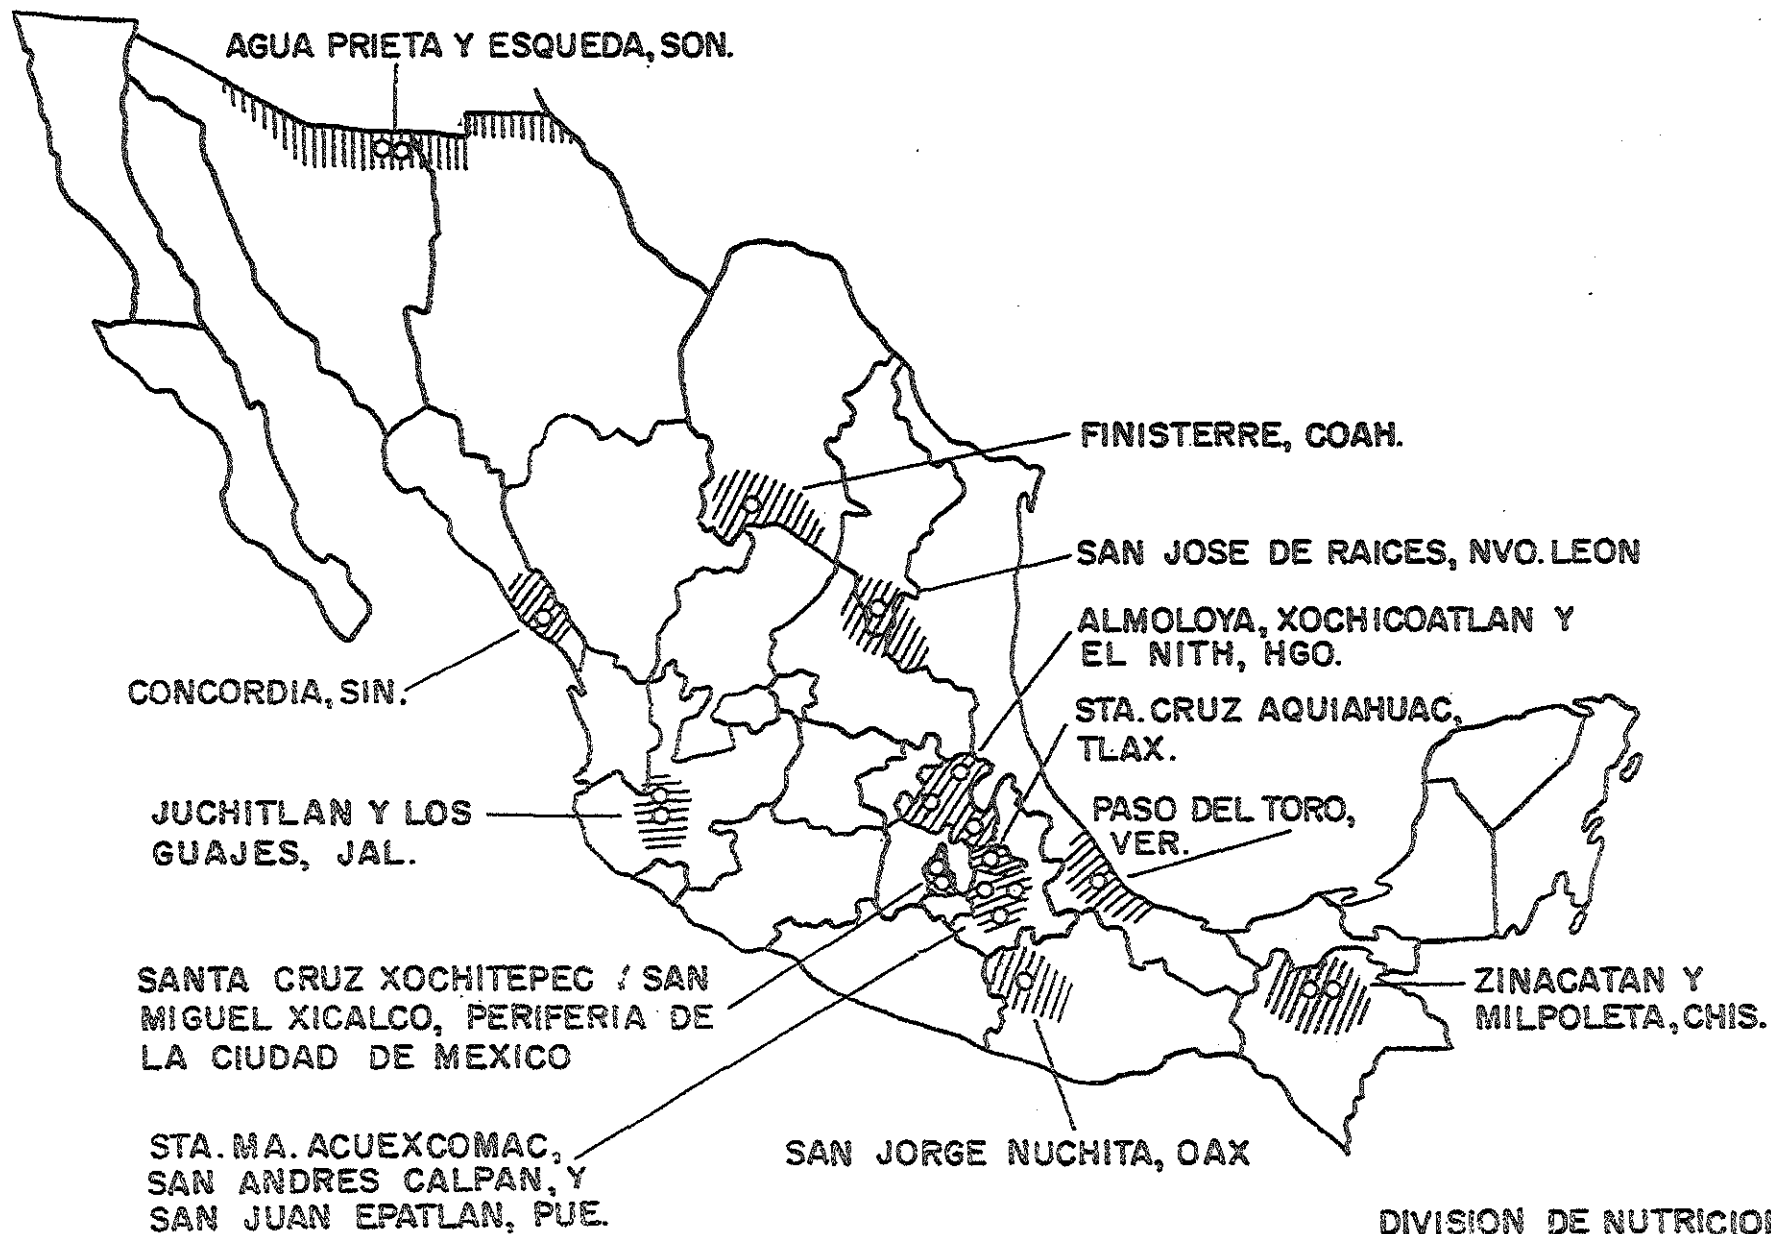 AGUA PRIETA Y ESQUEDA, SON.
FINISTERRE, COAH.
SAN JOSE DE RAICES, NVO. LEON
ALMOLOYA, XOCHICOATLAN Y
EL NITH, HGO.
CONCORDIA, SIN.
STA. CRUZ AQUIAHUAC,
TLAX.
JUCHITLAN Y LOS
GUAJES, JAL.
PASO DEL TORO,
VER.
SANTA CRUZ XOCHITEPEC / SAN
MIGUEL XICALCO, PERIFERIA DE
LA CIUDAD DE MEXICO
ZINACATAN Y
MILPOLETA, CHIS.
STA. MA. ACUEXCOMAC,
SAN ANDRES CALPAN, Y
SAN JUAN EPATLAN, PUE.
SAN JORGE NUCHITA, OAX
DIVISION DE NUTRICION